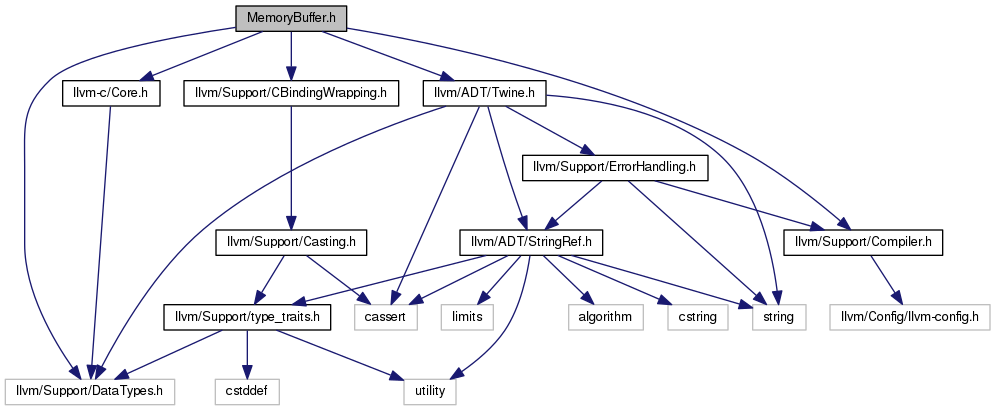 MemoryBuffer.h
llvm-c/Core.h
llvm/Support/CBindingWrapping.h
llvm/ADT/Twine.h
llvm/Support/ErrorHandling.h
llvm/Support/Casting.h
llvm/ADT/StringRef.h
llvm/Support/Compiler.h
llvm/Support/type_traits.h
cassert
limits
algorithm
cstring
string
llvm/Config/llvm-config.h
llvm/Support/DataTypes.h
cstddef
utility